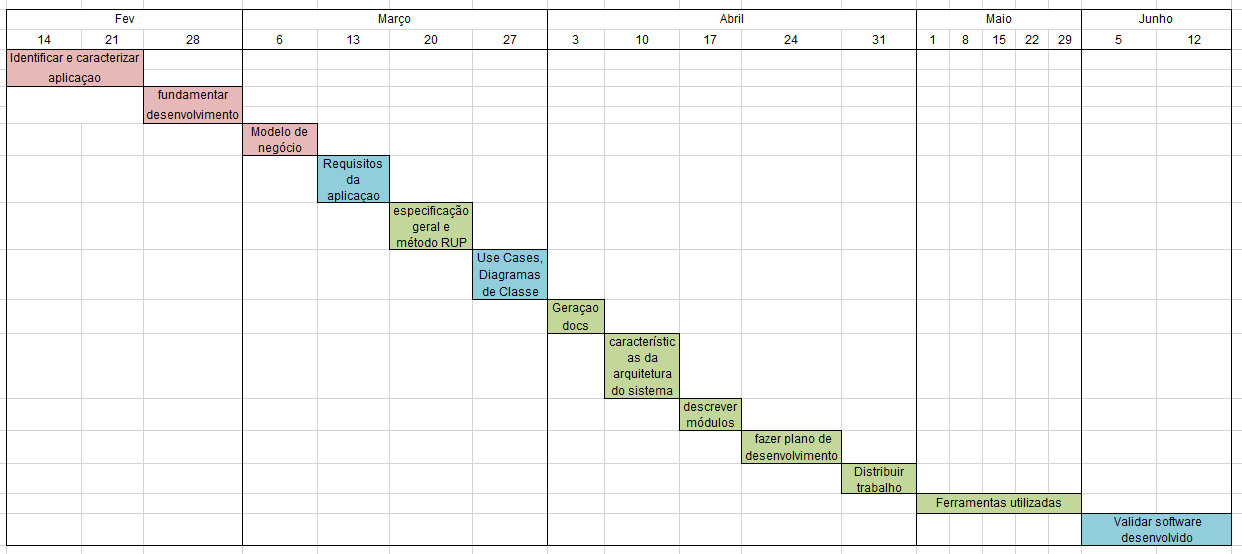 Fev Março Abril Maio Junho
14 21 28 6 13 20 27 3 10 17 24 31 1 8 15 22 29 5 12
Identificar e caracterizar
aplicaçao
fundamentar
desenvolvimento
Modelo de
negócio
Requisitos
da
aplicaçao
especificação
geral e
método RUP
Use Cases,
Diagramas
de Classe
Geraçao
docs
característic
as da
arquitetura
do sistema
descrever
módulos
fazer plano de
desenvolvimento
Distribuir
trabalho
Ferramentas utilizadas
Validar software
desenvolvido